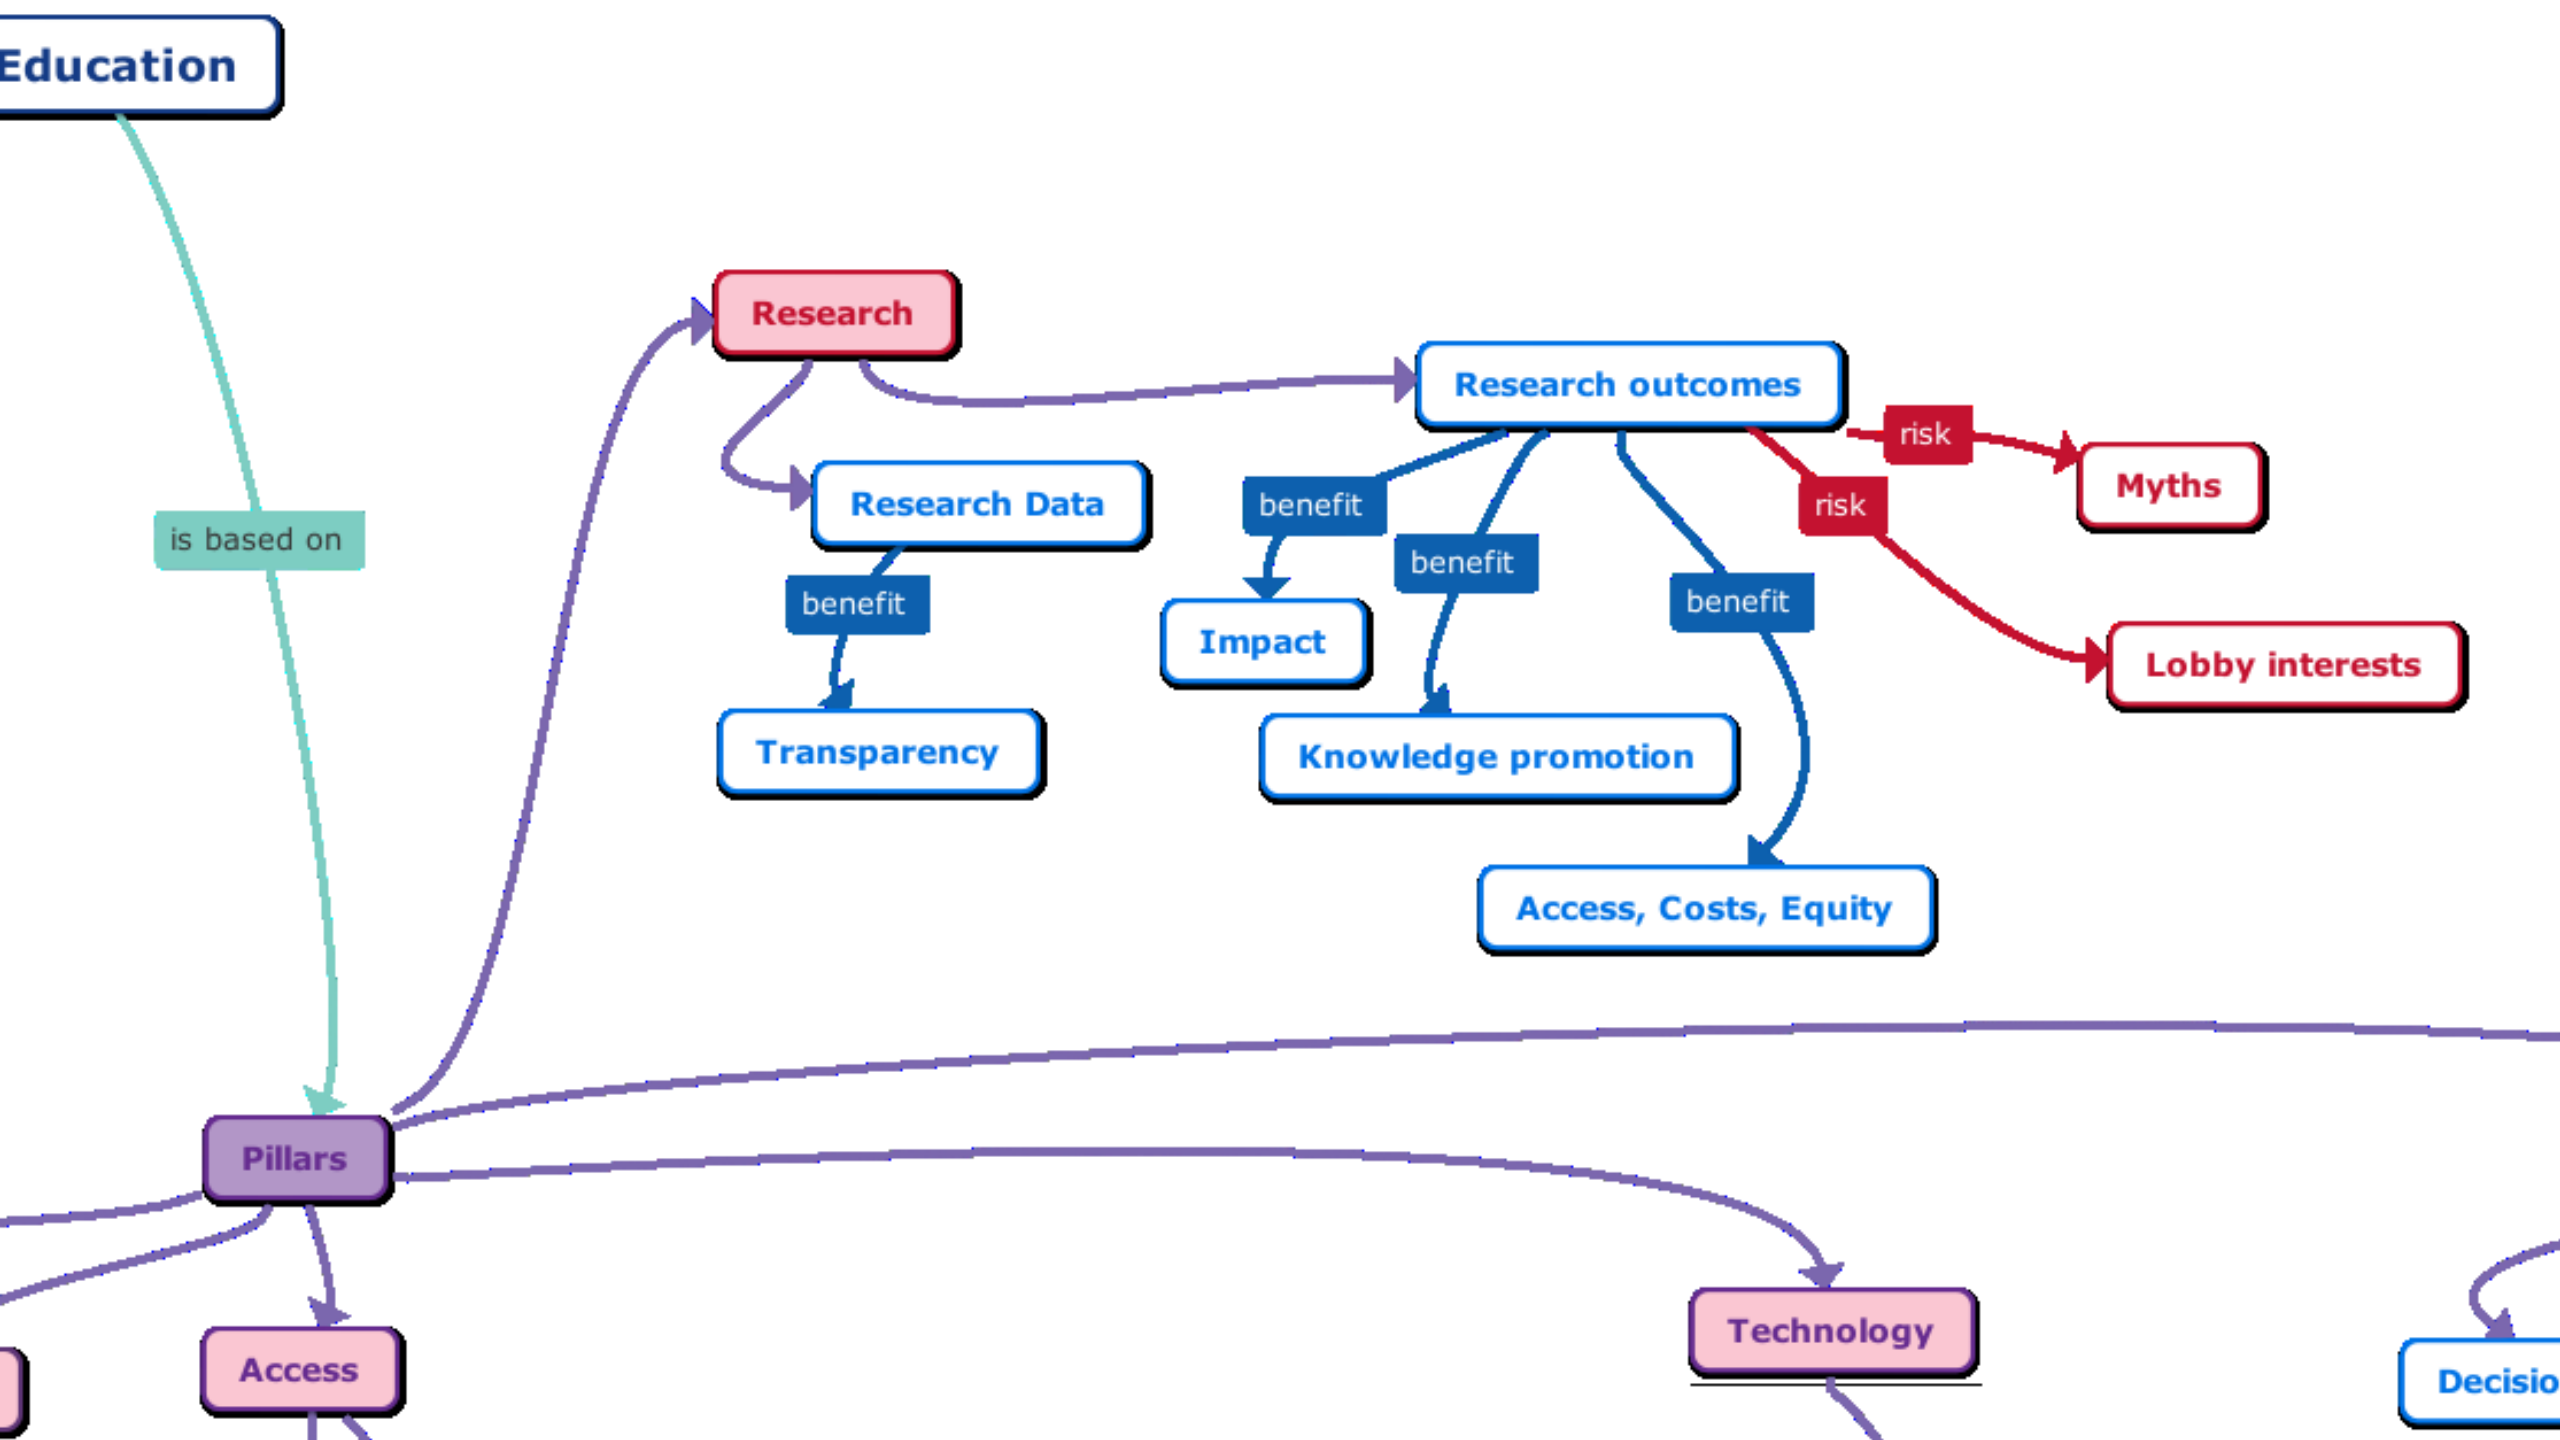 Education
Research
Research outcomes
risk
Myths
Research Data
benefit
risk
benefit
is based on
benefit
benefit
Impact
Lobby interests
Transparency
Knowledge promotion
Access, Costs, Equity
Pillars
Technology
Access
Decisio